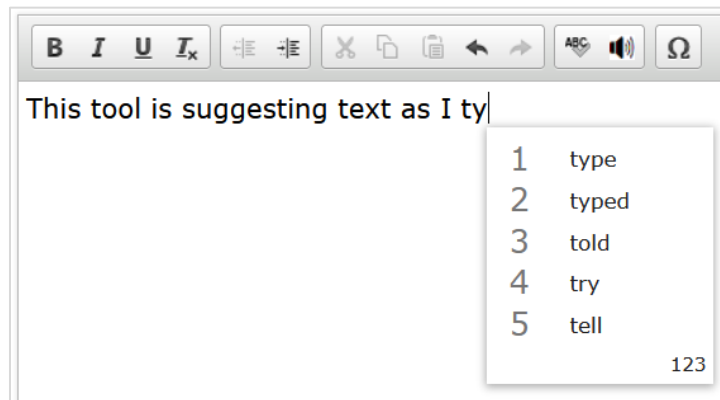 B I U Tx ABC Ω
This tool is suggesting text as I ty
1 type
2 typed
3 told
4 try
5 tell
123